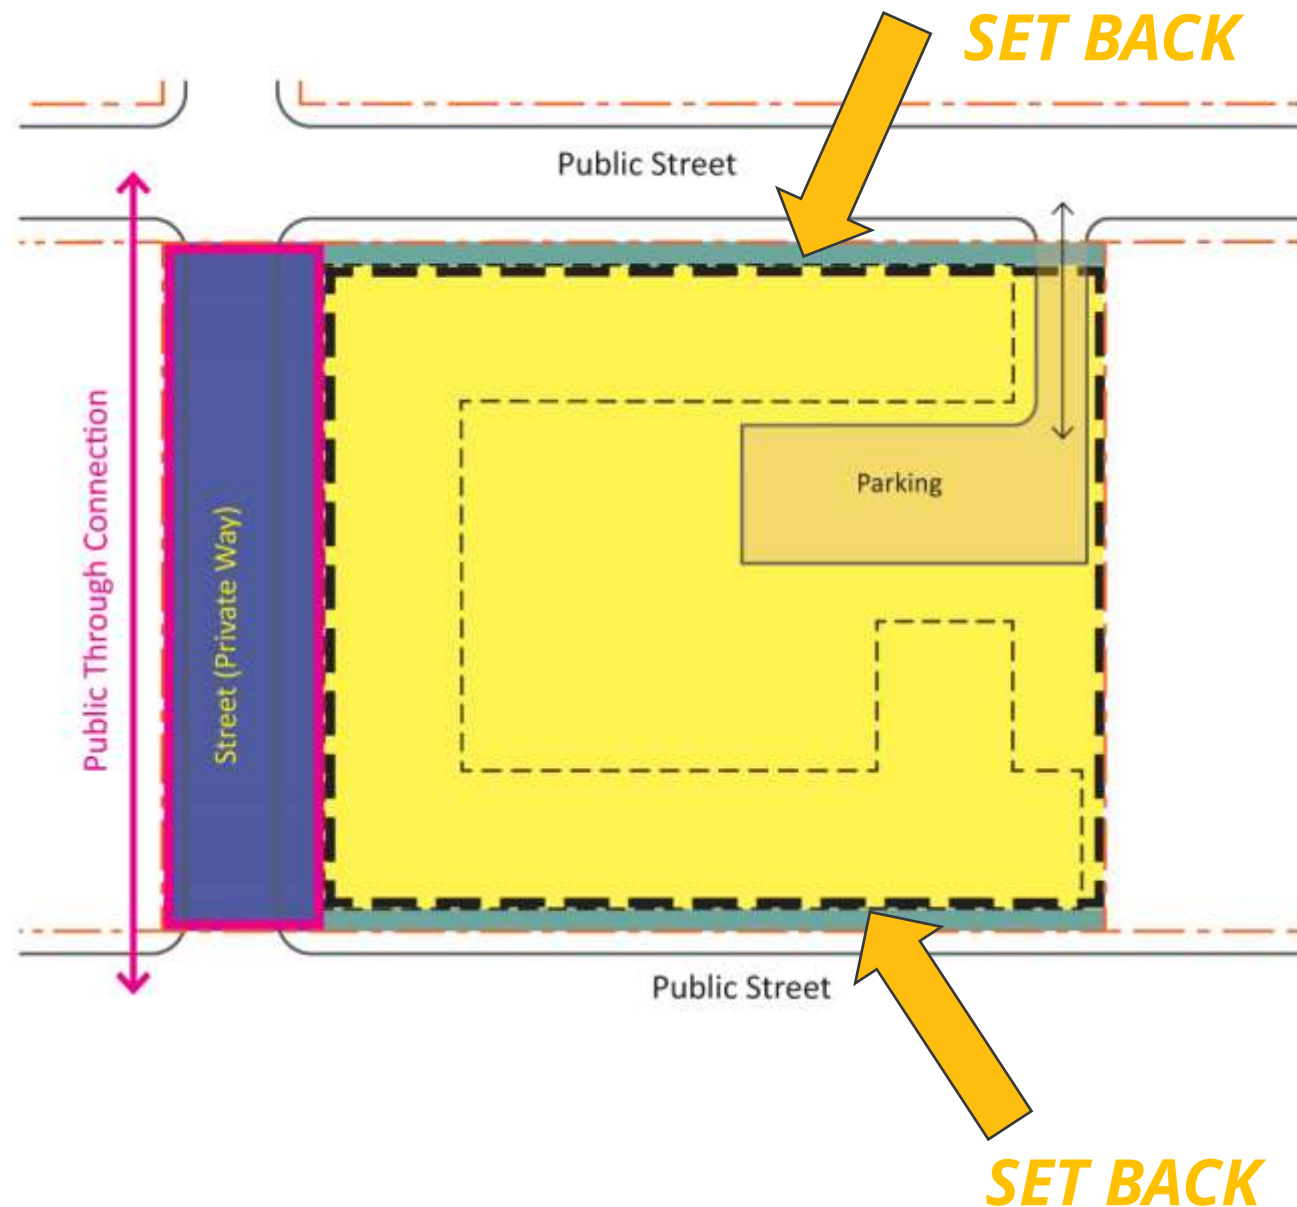 SET BACK
Public Street
Public Through Connection
Street (Private Way)
Parking
Public Street
SET BACK